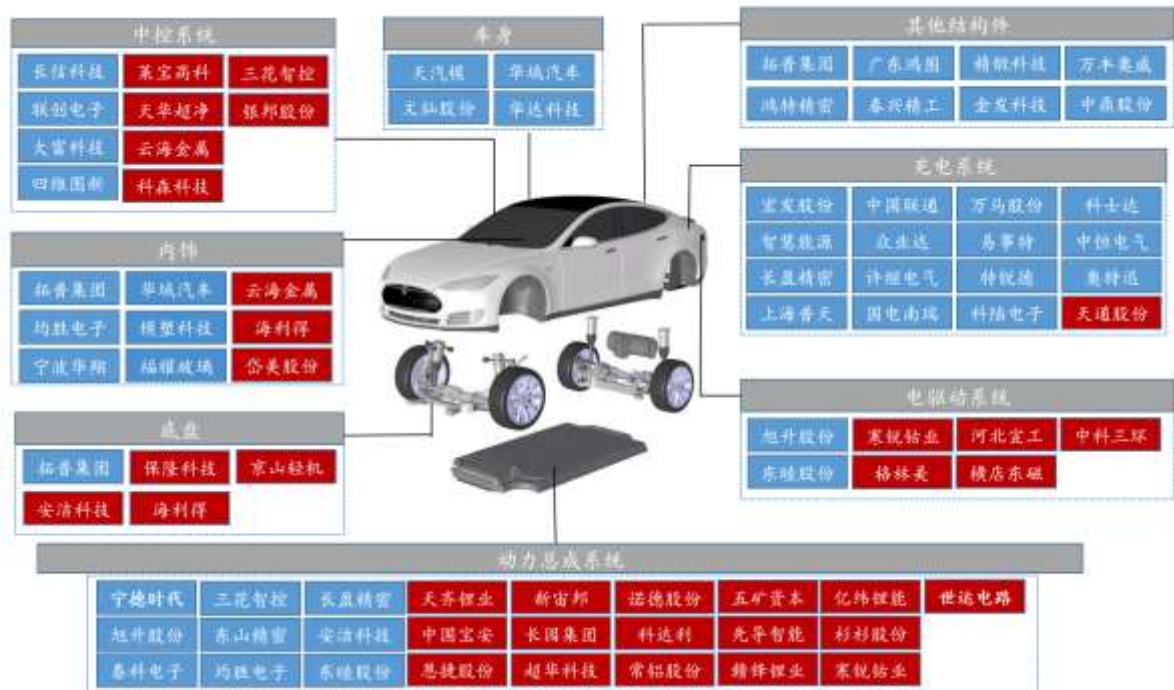 中控系统
长信科技 莱宝高科 三花智控
联创电子 天华超净 银邦股份
大富科技 云海金属
四维图新 科森科技
车身
天汽模 华域汽车
文灿股份 华达科技
其他结构件
拓普集团 广东鸿图 精锻科技 万丰奥威
鸿特精密 春兴精工 金发科技 中鼎股份
充电系统
宏发股份 中国联通 万马股份 科士达
智慧能源 众业达 易事特 中恒电气
长盈精密 许继电气 特锐德 奥特迅
上海普天 国电南瑞 科陆电子 天通股份
内饰
拓普集团 华域汽车 云海金属
均胜电子 模塑科技 海利得
宁波华翔 福耀玻璃 岱美股份
底盘
拓普集团 保隆科技 京山轻机
安洁科技 海利得
电驱动系统
旭升股份 寒锐钴业 河北宣工 中科三环
东睦股份 格林美 横店东磁
动力总成系统
宁德时代 三花智控 长盈精密 天齐锂业 新宙邦 诺德股份 五矿资本 亿纬锂能 世运电路
旭升股份 东山精密 安洁科技 中国宝安 长园集团 科达利 先导智能 杉杉股份
泰科电子 均胜电子 东睦股份 恩捷股份 超华科技 常铝股份 赣锋锂业 寒锐钴业